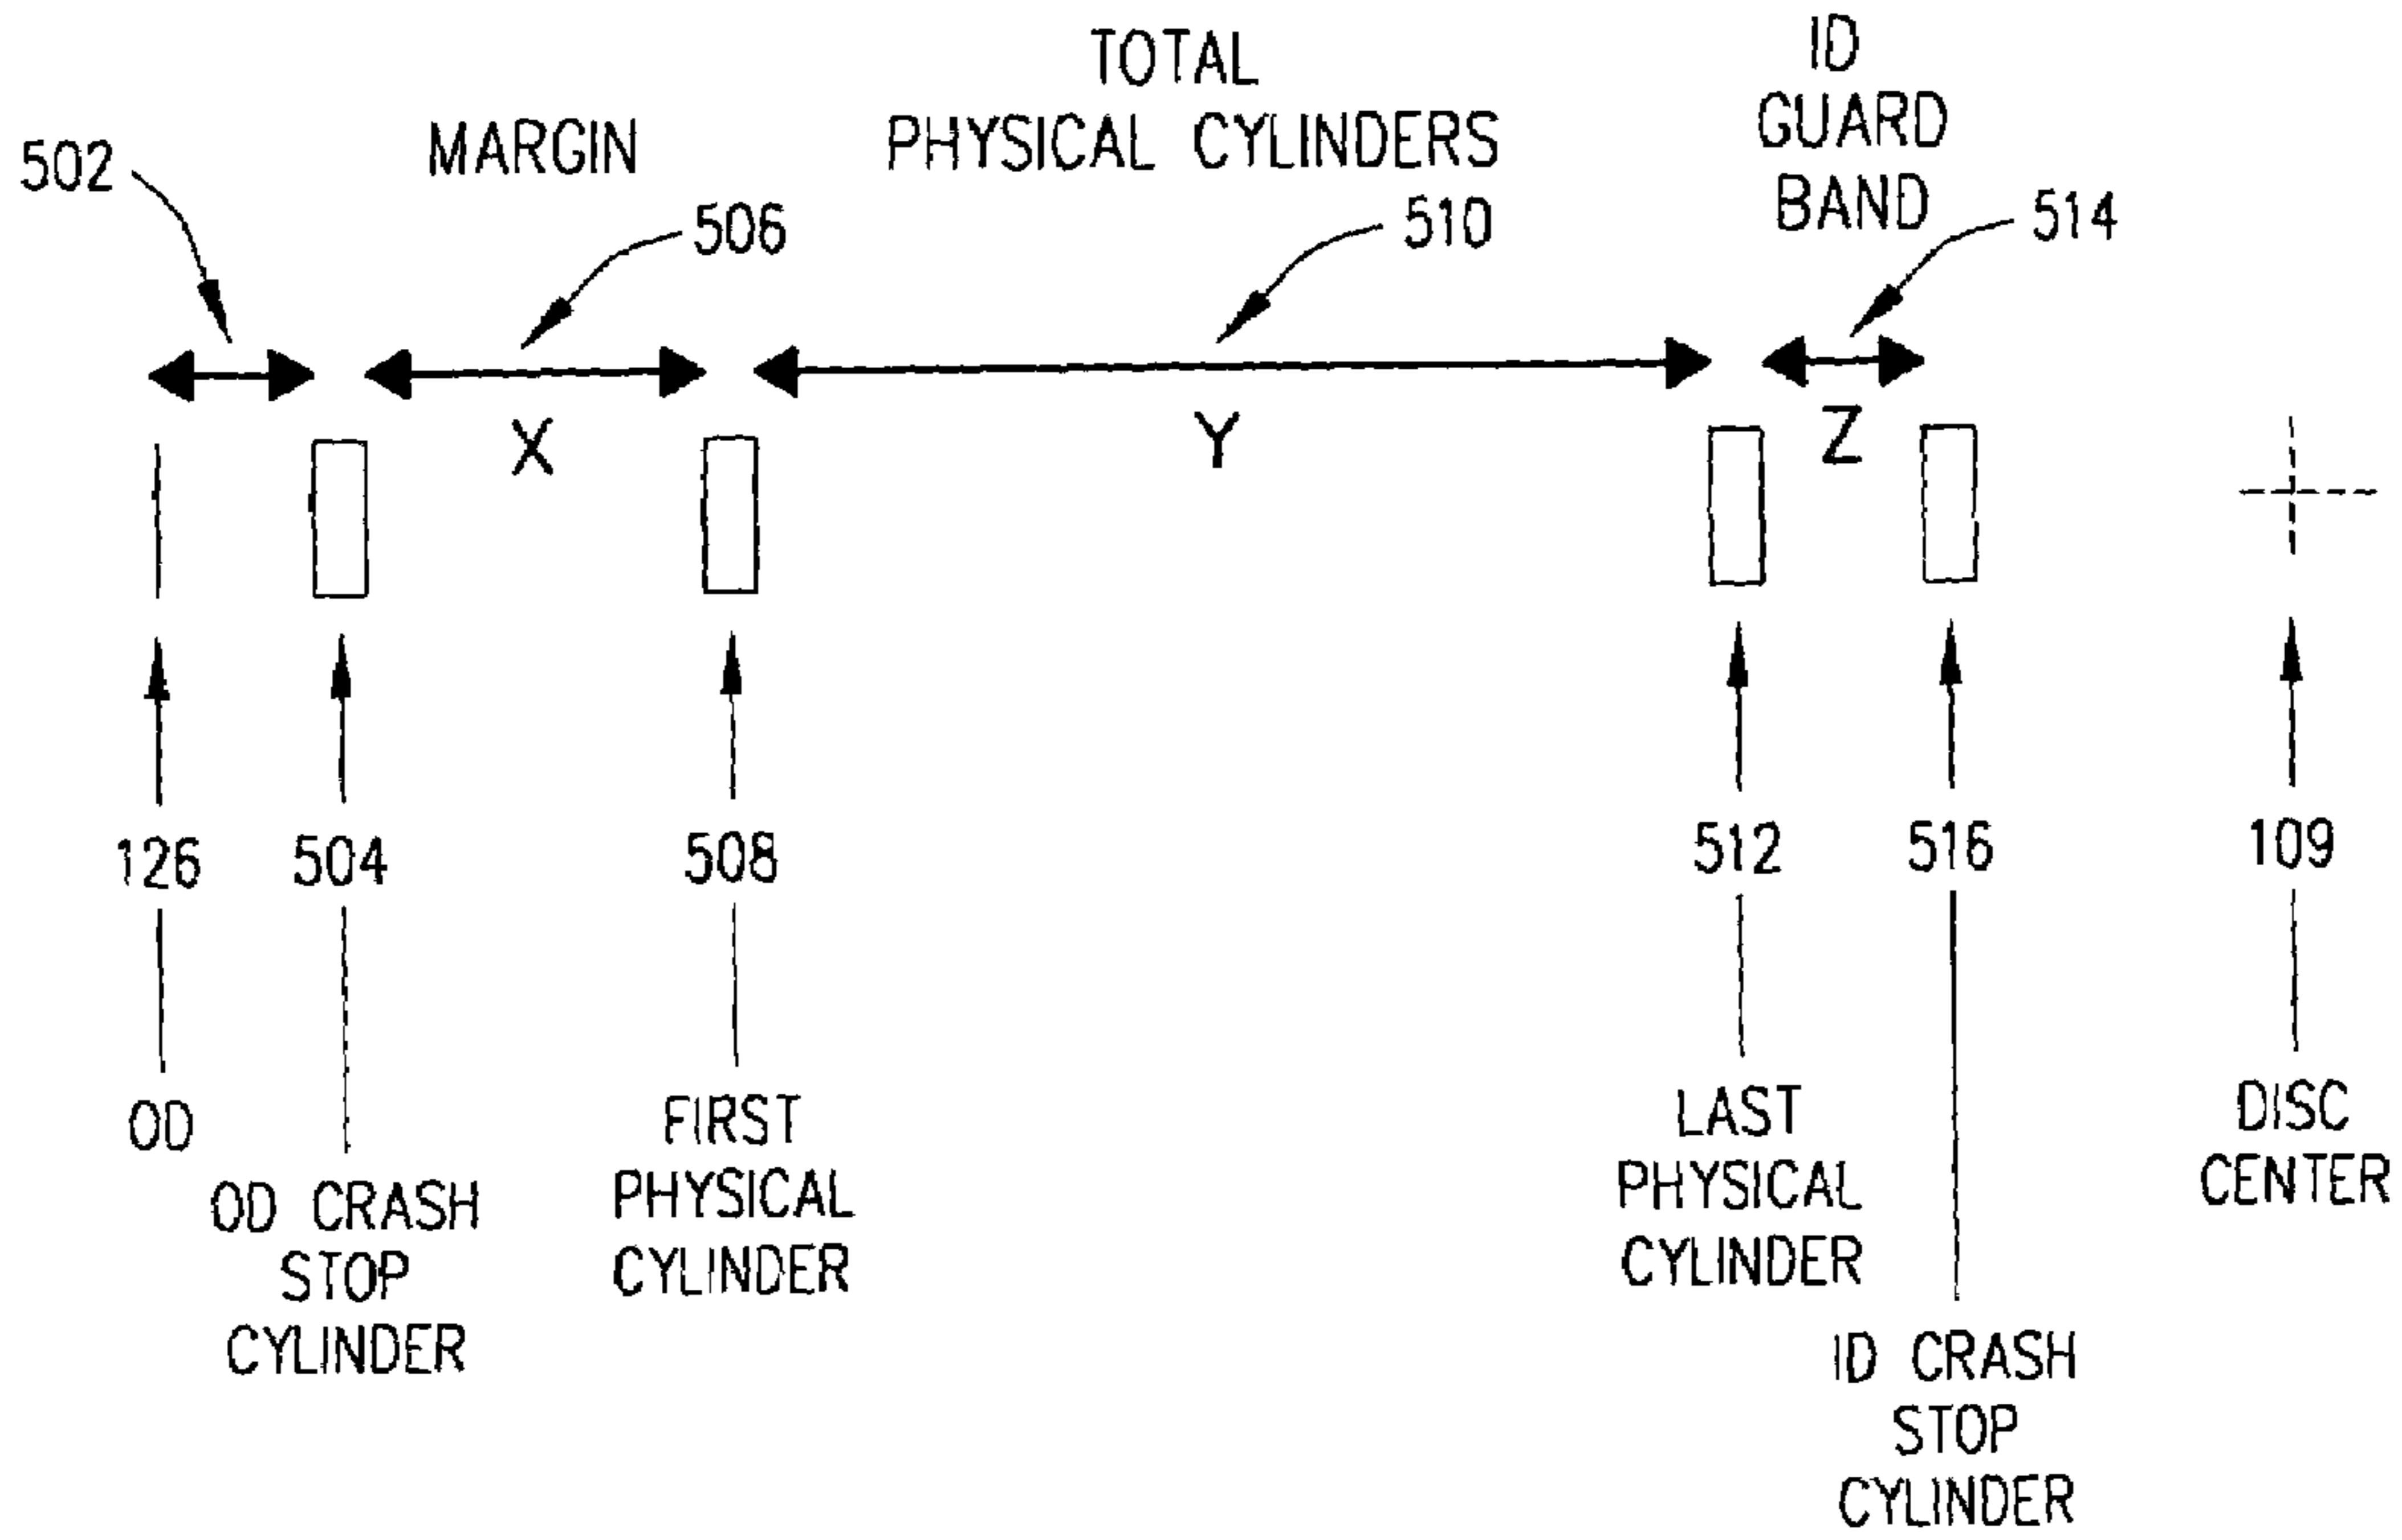 TOTAL
PHYSICAL CYLINDERS
ID
GUARD
BAND
MARGIN
502
506
510
514
X
Y
Z
126
504
508
512
516
109
OD
OD CRASH
STOP
CYLINDER
FIRST
PHYSICAL
CYLINDER
LAST
PHYSICAL
CYLINDER
ID CRASH
STOP
CYLINDER
DISC
CENTER